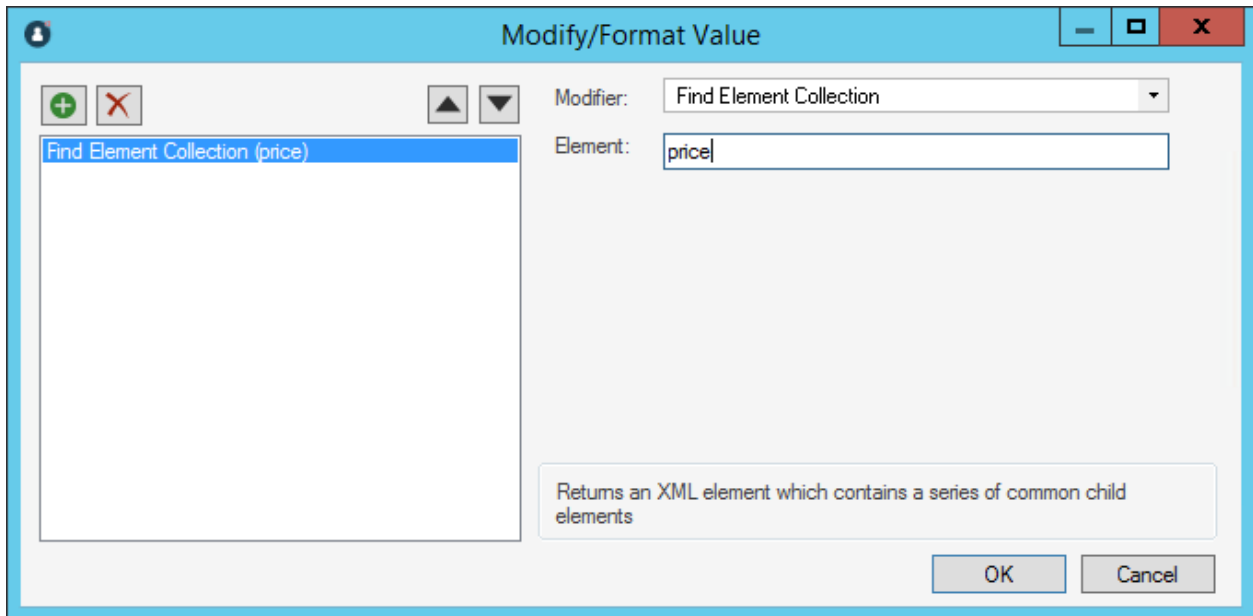 Modify/Format Value
Modifier:
Find Element Collection
Find Element Collection (price)
Element:
price
Returns an XML element which contains a series of common child
elements
OK
Cancel